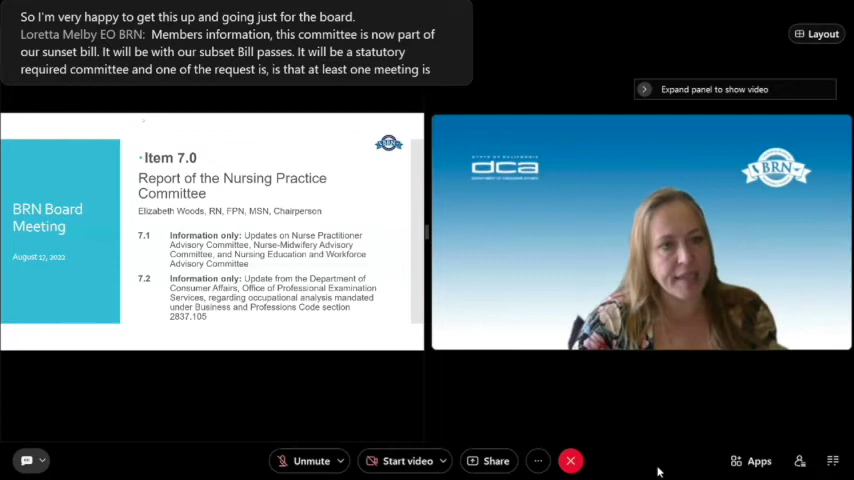 So I'm very happy to get this up and going just for the board.
Loretta Melby EO BRN: Members information, this committee is now part of
our sunset bill. It will be with our subset Bill passes. It will be a statutory
required committee and one of the request is, is that at least one meeting is
Layout
Expand panel to show video
BRN Board
Meeting
August 17, 2022
BRN
•Item 7.0
Report of the Nursing Practice
Committee
Elizabeth Woods, RN, FPN, MSN, Chairperson
7.1 Information only: Updates on Nurse Practitioner
Advisory Committee, Nurse-Midwifery Advisory
Committee, and Nursing Education and Workforce
Advisory Committee
7.2 Information only: Update from the Department of
Consumer Affairs, Office of Professional Examination
Services, regarding occupational analysis mandated
under Business and Professions Code section
2837.105
STATE OF CALIFORNIA
dca
DEPARTMENT OF CONSUMER AFFAIRS
BRN
Unmute
Start video
Share
Apps